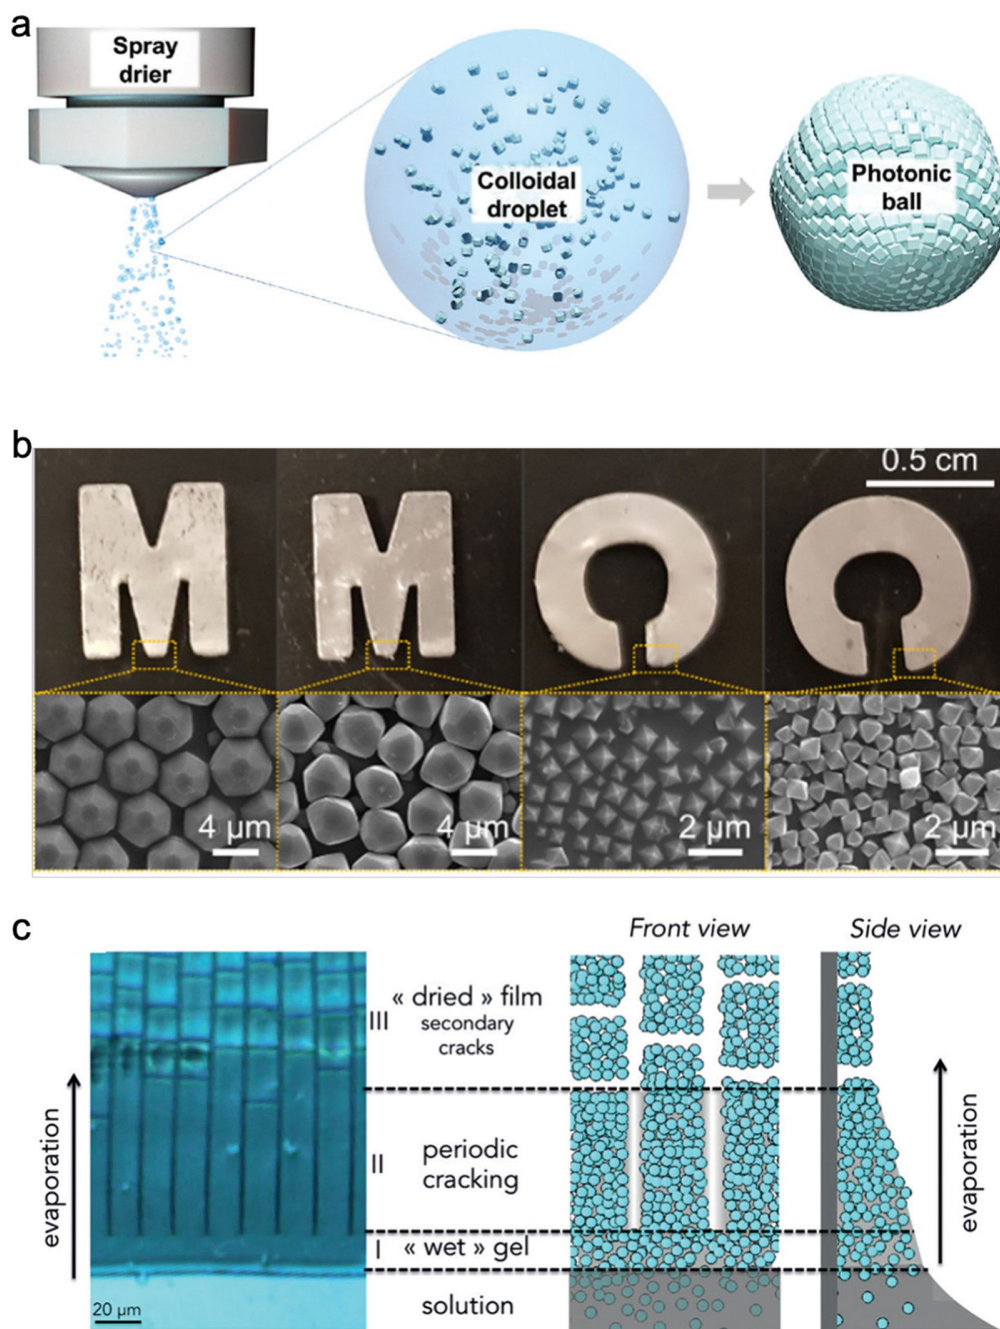 a
Spray
drier
Colloidal
droplet
Photonic
ball
b
0.5 cm
4 µm
4 µm
2 µm
2 µm
c
Front view
Side view
evaporation
III
« dried » film
secondary
cracks
II
periodic
cracking
I
« wet » gel
solution
20 µm
evaporation